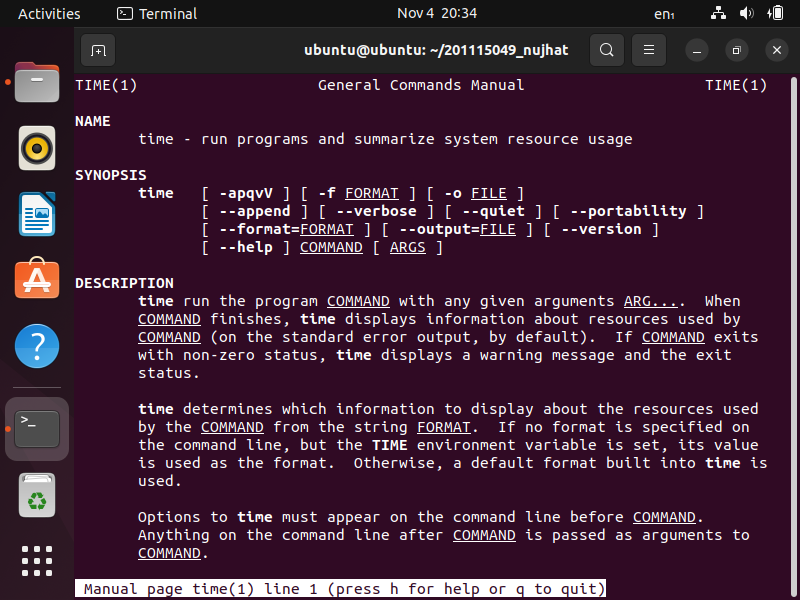 Activities Terminal Nov 4 20:34 en₁
ubuntu@ubuntu: ~/201115049_nujhat
TIME(1) General Commands Manual TIME(1)
NAME
time - run programs and summarize system resource usage
SYNOPSIS
time [ -apqvV ] [ -f FORMAT ] [ -o FILE ]
[ --append ] [ --verbose ] [ --quiet ] [ --portability ]
[ --format=FORMAT ] [ --output=FILE ] [ --version ]
[ --help ] COMMAND [ ARGS ]
DESCRIPTION
time run the program COMMAND with any given arguments ARG.... When
COMMAND finishes, time displays information about resources used by
COMMAND (on the standard error output, by default). If COMMAND exits
with non-zero status, time displays a warning message and the exit
status.
time determines which information to display about the resources used
by the COMMAND from the string FORMAT. If no format is specified on
the command line, but the TIME environment variable is set, its value
is used as the format. Otherwise, a default format built into time is
used.
Options to time must appear on the command line before COMMAND.
Anything on the command line after COMMAND is passed as arguments to
COMMAND.
Manual page time(1) line 1 (press h for help or q to quit)